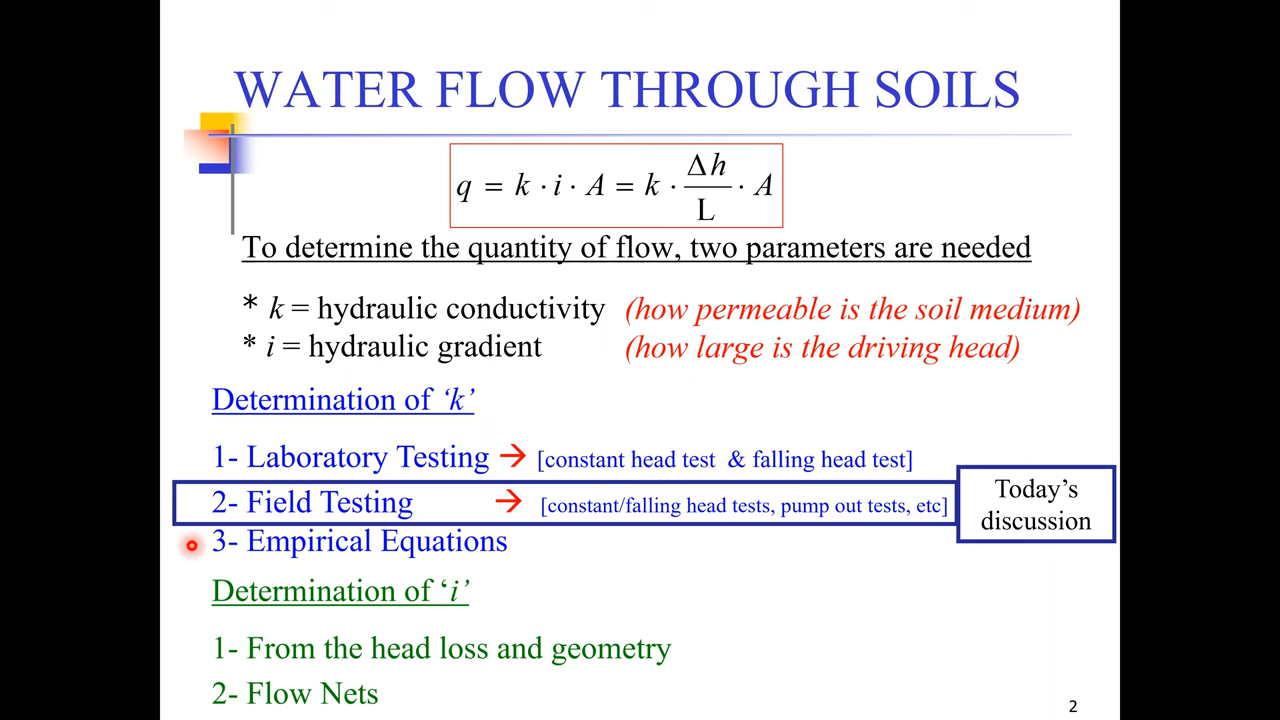 WATER FLOW THROUGH SOILS
q = k · i · A = k · Δh/L · A
To determine the quantity of flow, two parameters are needed
* k = hydraulic conductivity (how permeable is the soil medium)
* i = hydraulic gradient (how large is the driving head)
Determination of ‘k’
1- Laboratory Testing → [constant head test & falling head test]
2- Field Testing → [constant/falling head tests, pump out tests, etc]
Today’s
discussion
3- Empirical Equations
Determination of ‘i’
1- From the head loss and geometry
2- Flow Nets
2